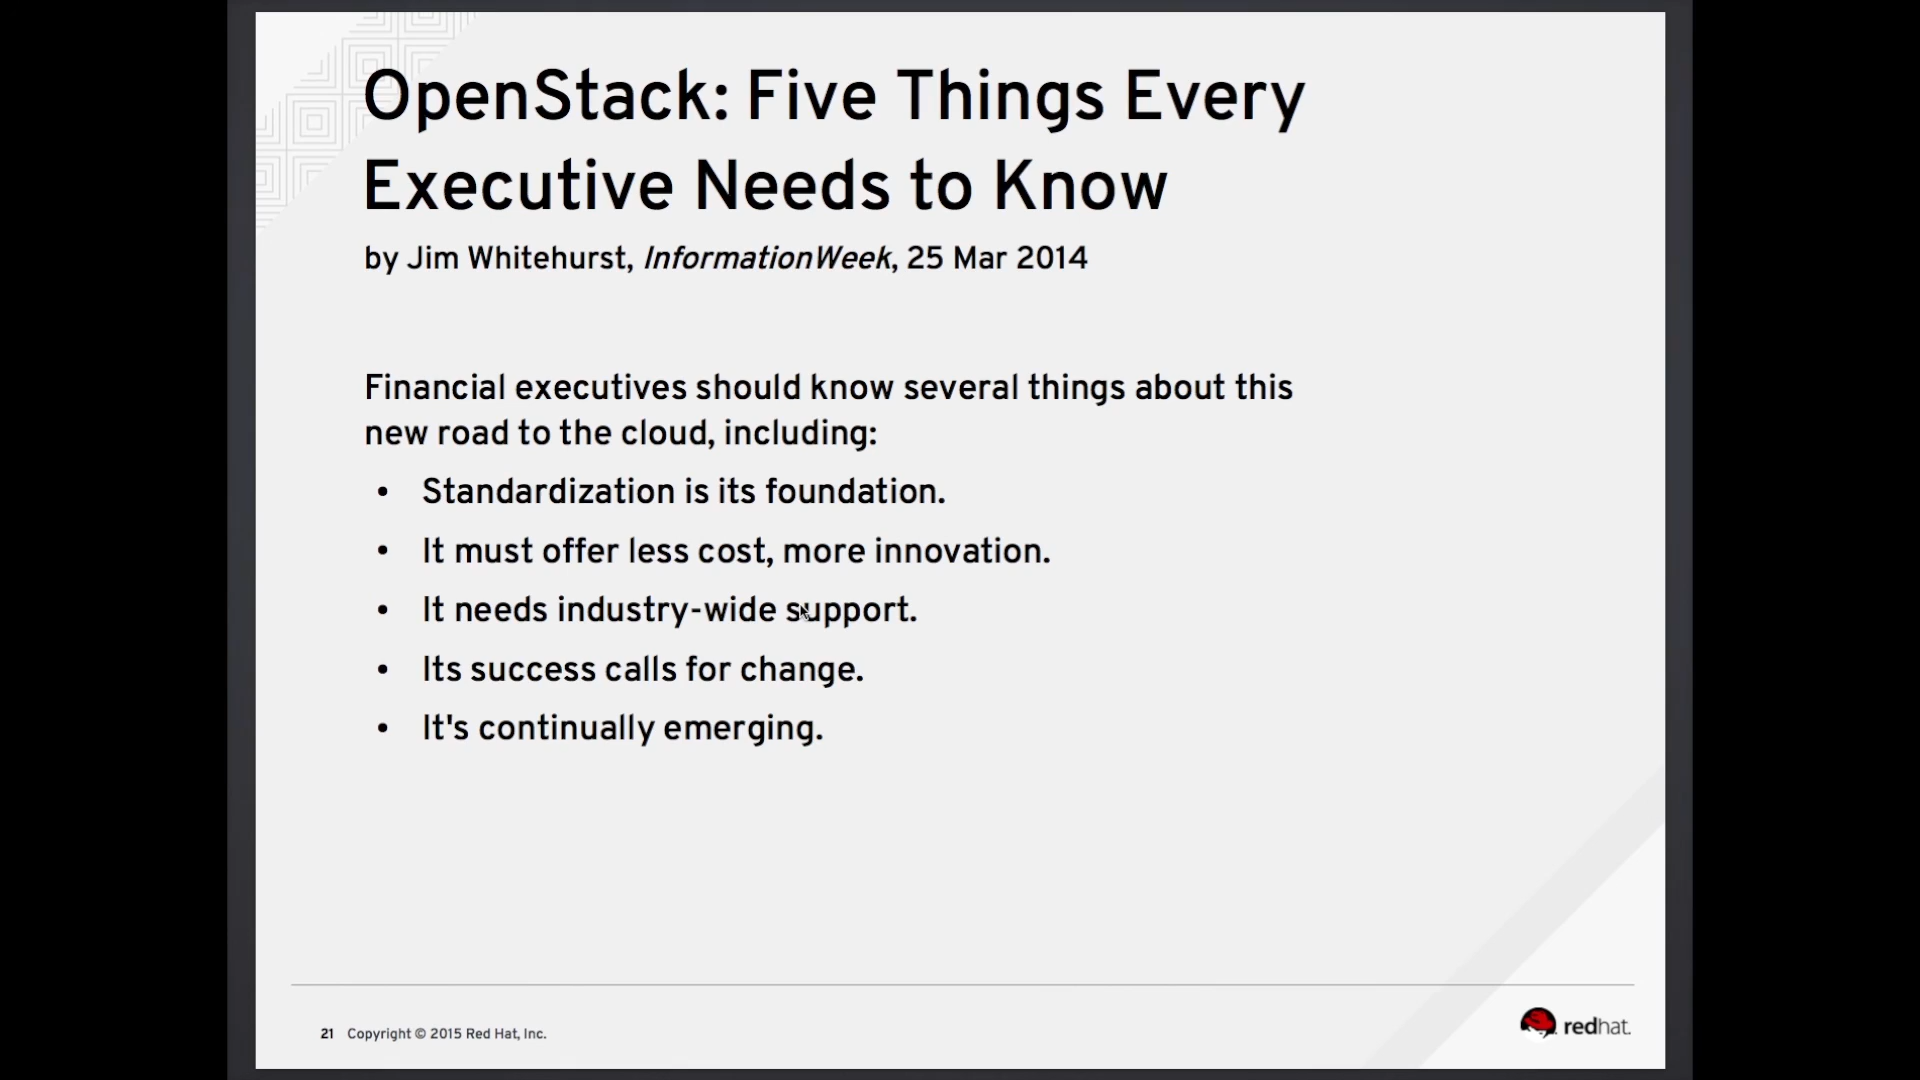 OpenStack: Five Things Every
Executive Needs to Know
by Jim Whitehurst, InformationWeek, 25 Mar 2014
Financial executives should know several things about this
new road to the cloud, including:
• Standardization is its foundation.
• It must offer less cost, more innovation.
• It needs industry-wide support.
• Its success calls for change.
• It's continually emerging.
21 Copyright © 2015 Red Hat, Inc.
redhat.